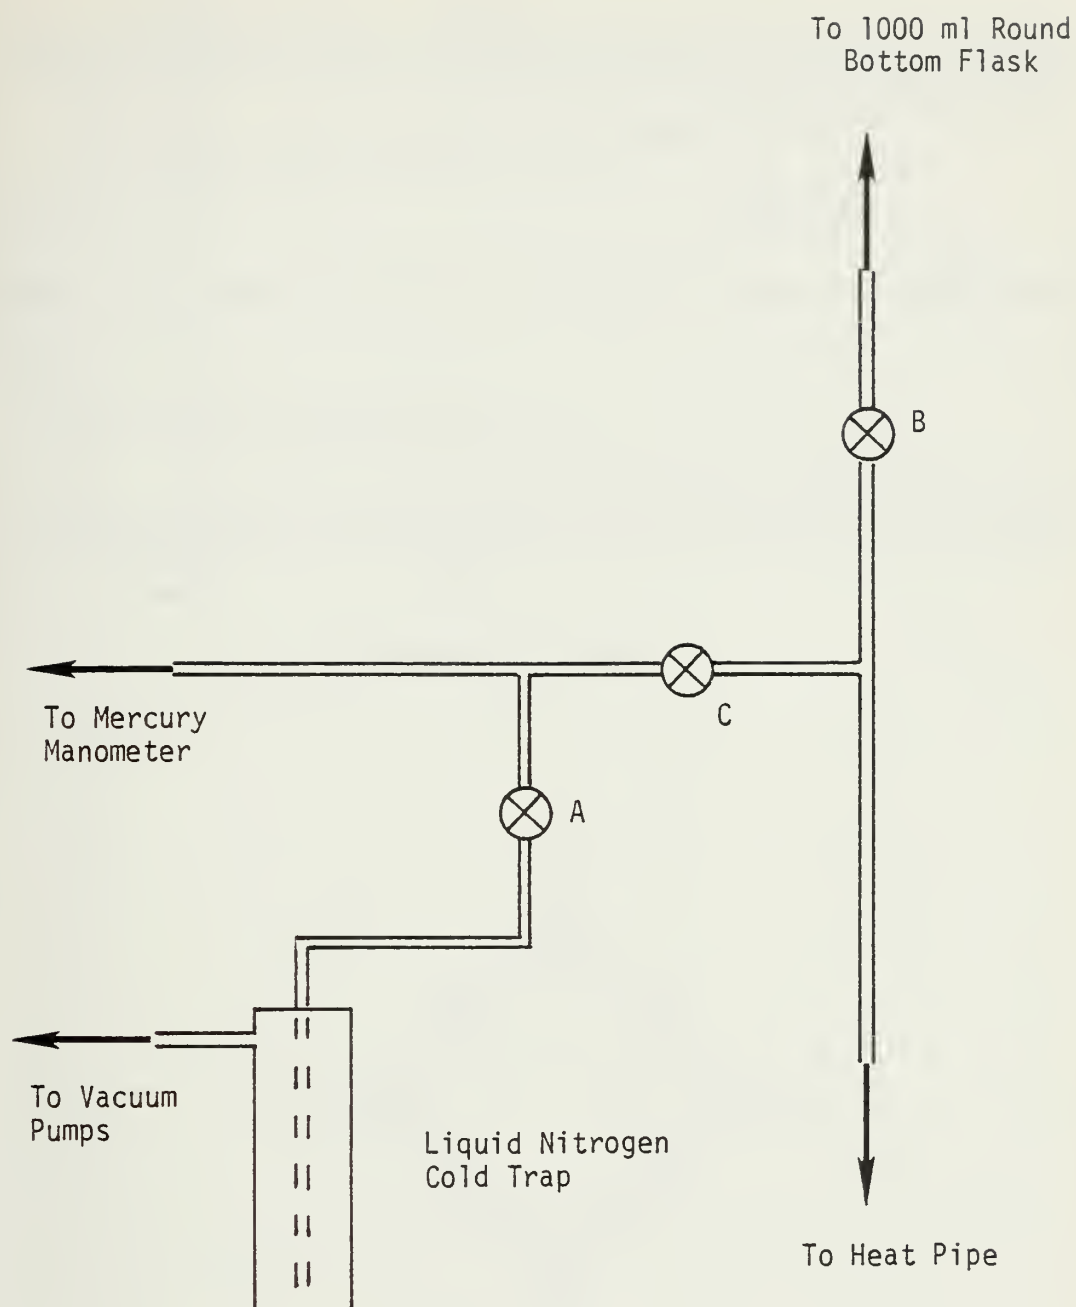 To 1000 ml Round
Bottom Flask
B
To Mercury
Manometer
C
A
To Vacuum
Pumps
Liquid Nitrogen
Cold Trap
To Heat Pipe